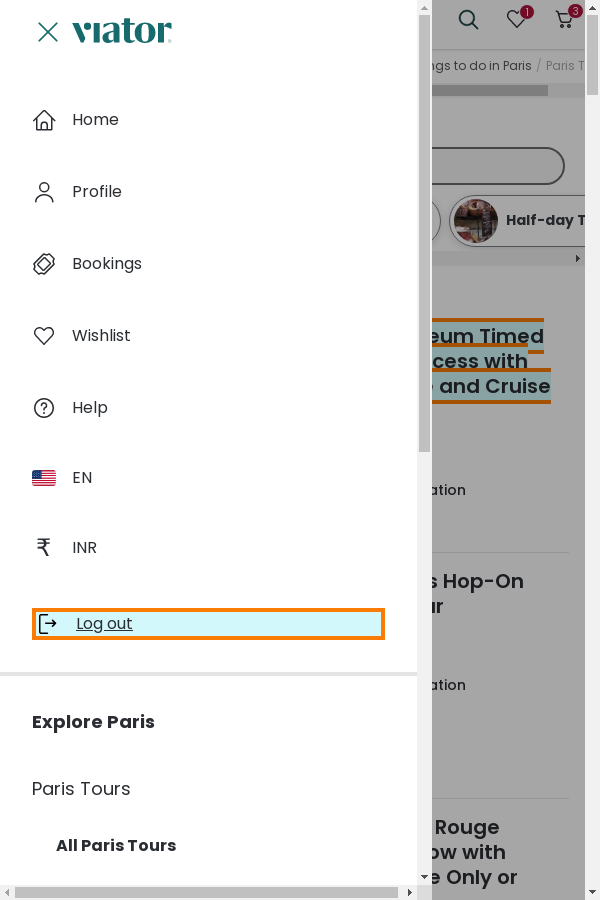 viator
1
3
ngs to do in Paris / Paris T
Home
Profile
Half-day T
Bookings
Wishlist
eum Timed
cess with
and Cruise
Help
EN
ation
₹ INR
s Hop-On
ur
Log out
ation
Explore Paris
Paris Tours
Rouge
All Paris Tours
ow with
e Only or